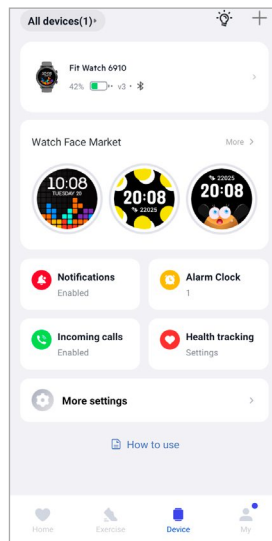 All devices(1)
Fit Watch 6910
42% v3
Watch Face Market
More >
10:08
TUESDAY 28
20:08
22025
22025
20:08
Notifications
Enabled
Alarm Clock
1
Incoming calls
Enabled
Health tracking
Settings
More settings
How to use
Home
Exercise
Device
My